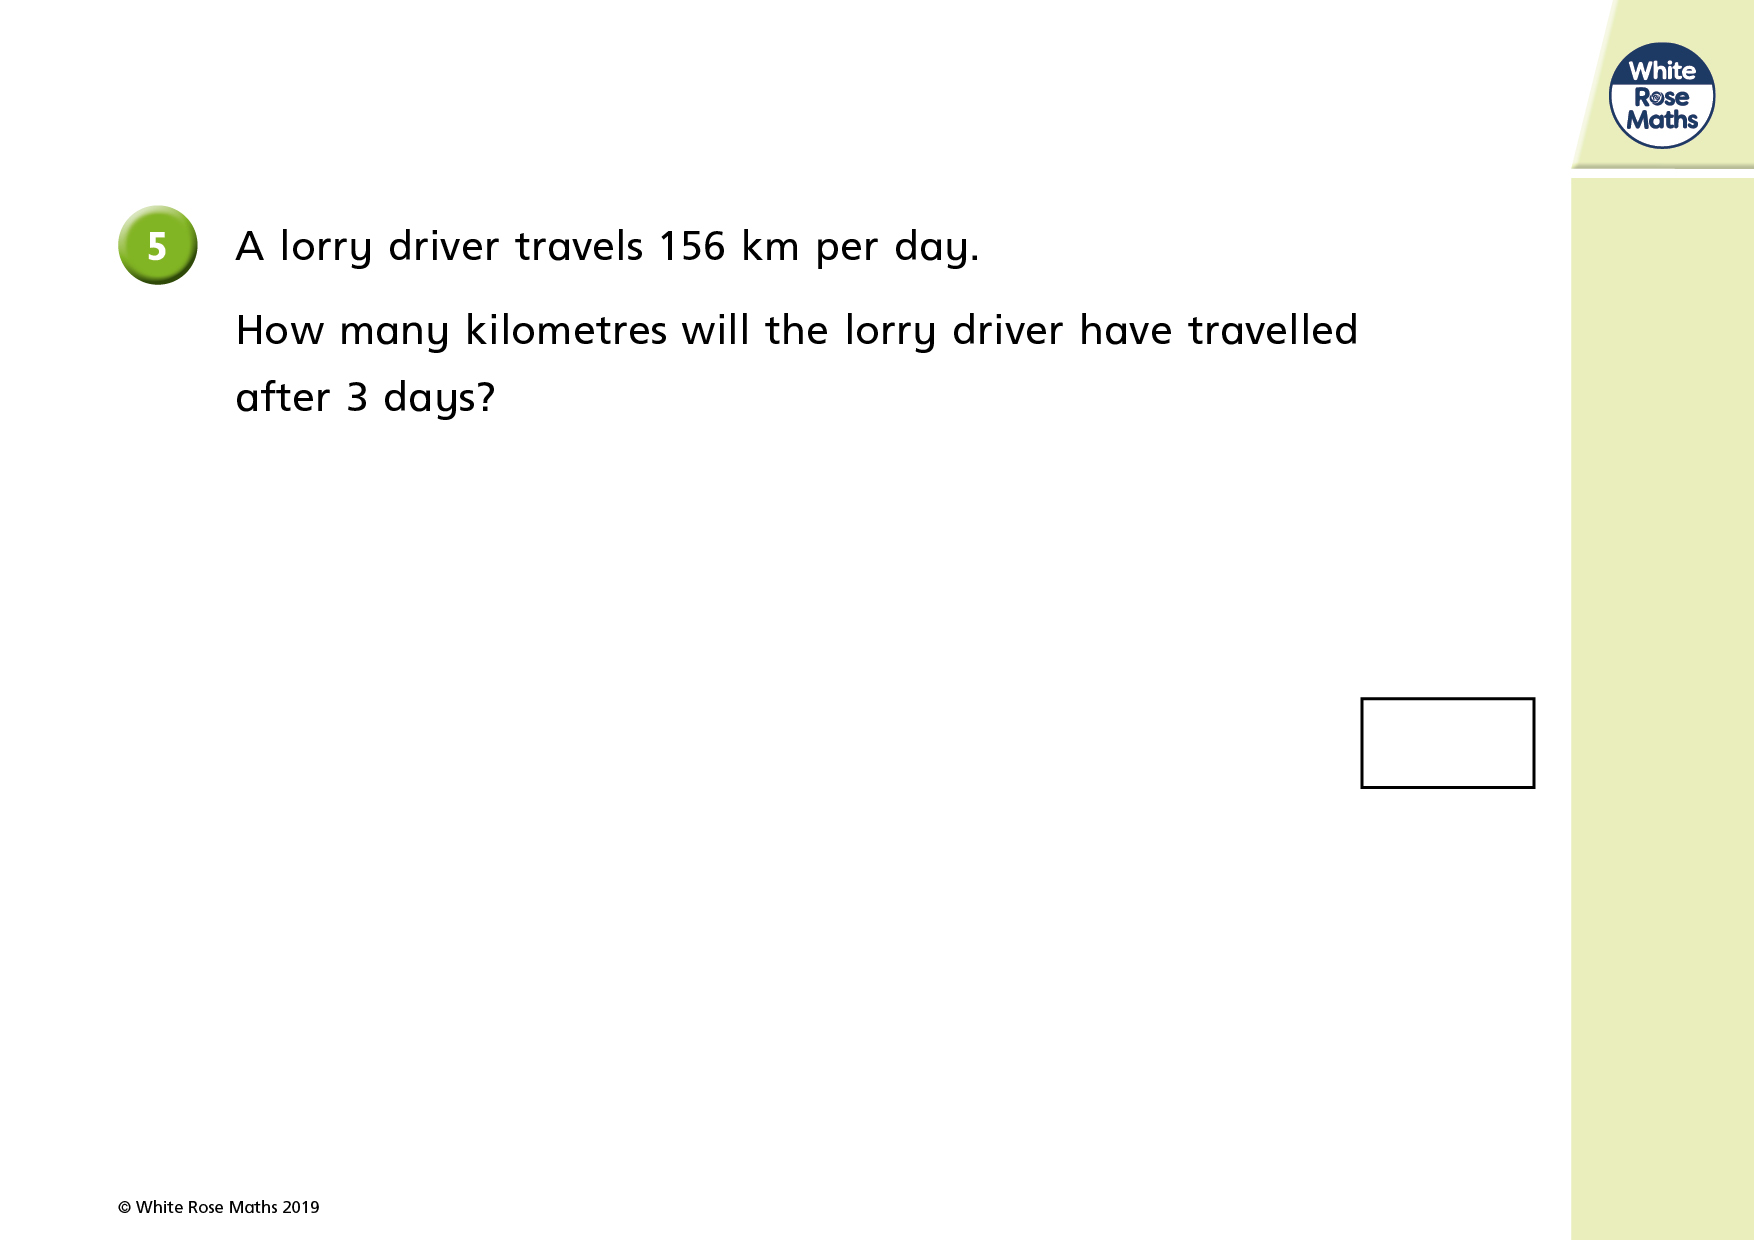 White
Rose
Maths
5 A lorry driver travels 156 km per day.
How many kilometres will the lorry driver have travelled
after 3 days?
© White Rose Maths 2019